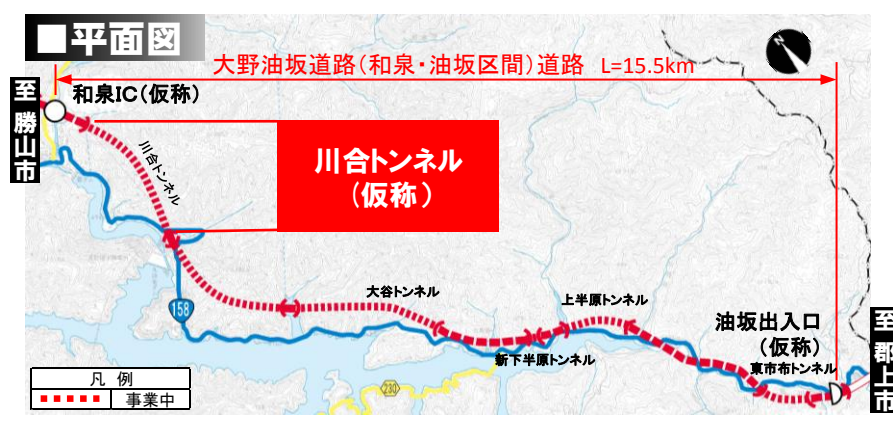 ■平面図
大野油坂道路(和泉・油坂区間)道路 L=15.5km
N
至 勝山市
和泉IC(仮称)
川合トンネル
川合トンネル
(仮称)
158
大谷トンネル
上半原トンネル
新下半原トンネル
230
油坂出入口
(仮称)
東市布トンネル
至 郡上市
凡 例
事業中